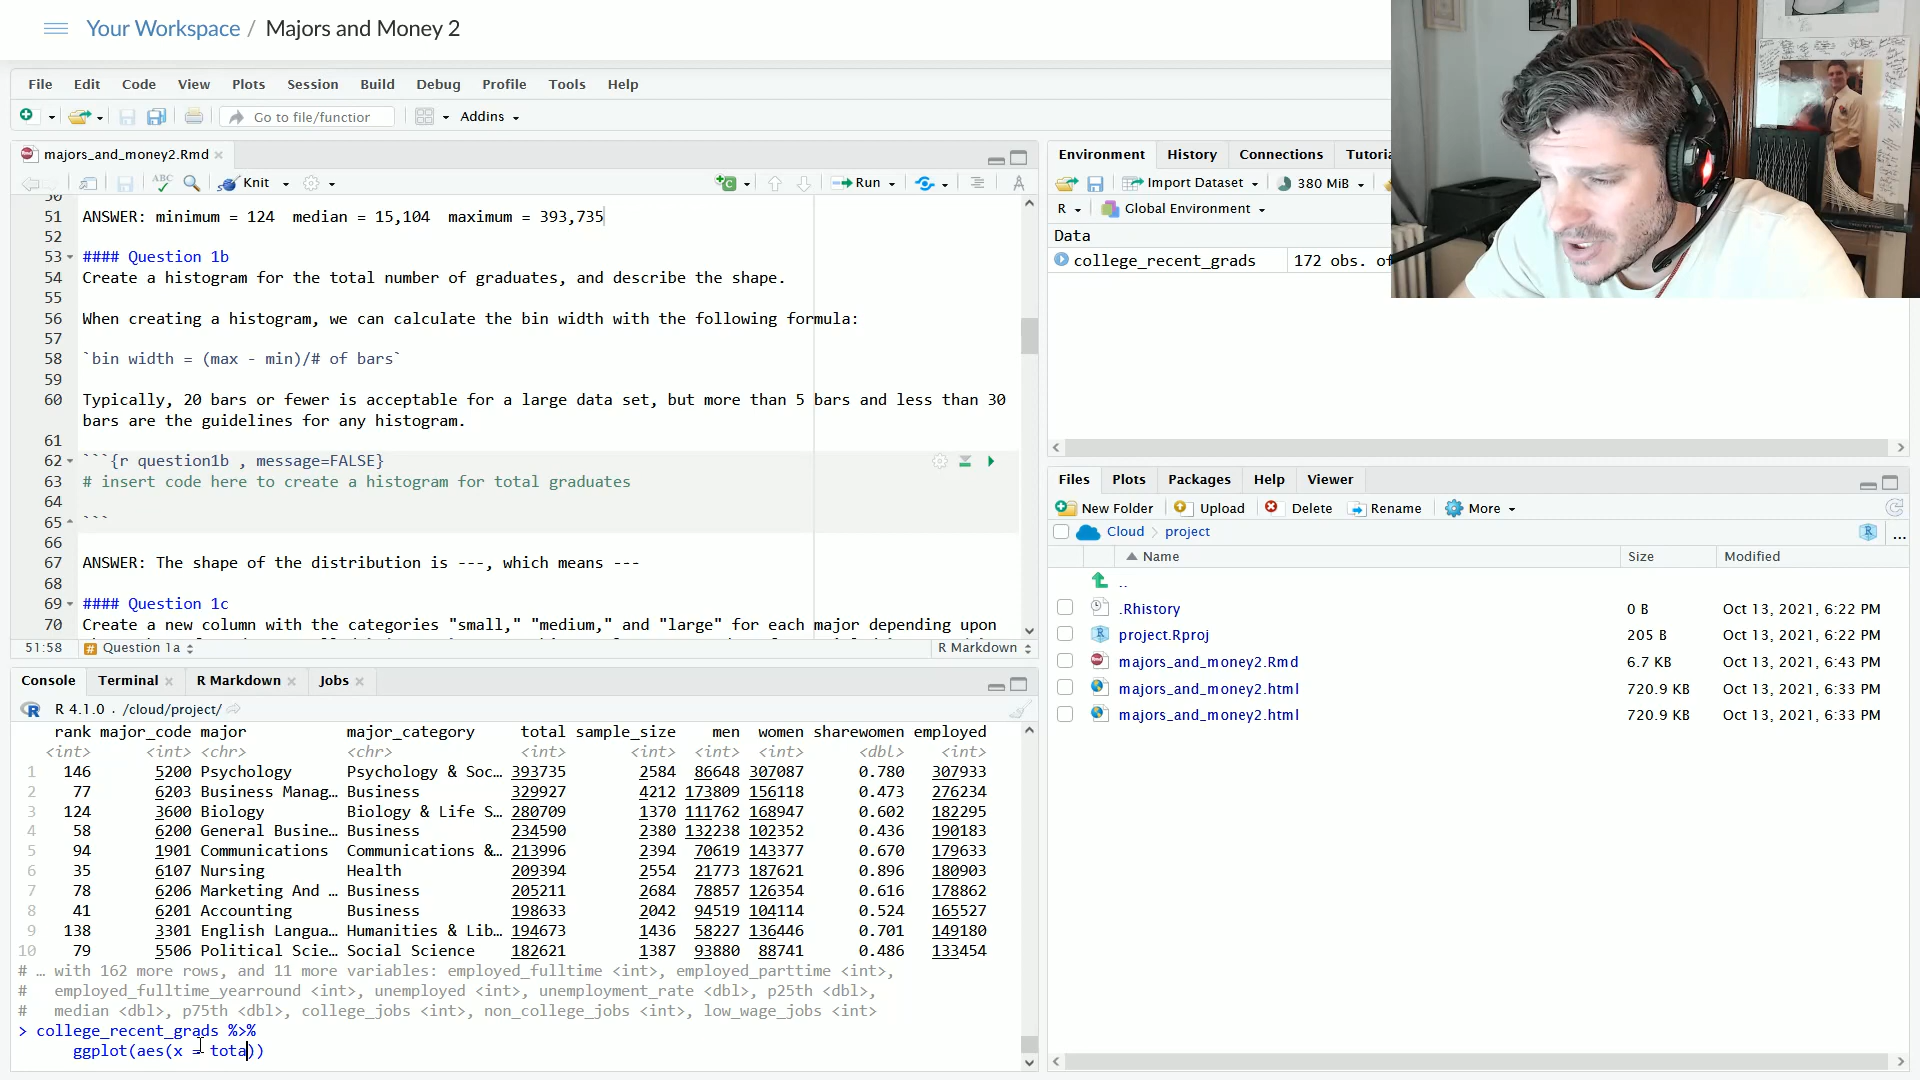 Your Workspace / Majors and Money 2
File Edit Code View Plots Session Build Debug Profile Tools Help
Go to file/function Addins
majors_and_money2.Rmd
ABC Knit Run
51 ANSWER: minimum = 124  median = 15,104  maximum = 393,735
52
53 #### Question 1b
54 Create a histogram for the total number of graduates, and describe the shape.
55
56 When creating a histogram, we can calculate the bin width with the following formula:
57
58 `bin width = (max - min)/# of bars`
59
60 Typically, 20 bars or fewer is acceptable for a large data set, but more than 5 bars and less than 30
bars are the guidelines for any histogram.
61
62 ```{r question1b , message=FALSE}
63 # insert code here to create a histogram for total graduates
64
65 ```
66
67 ANSWER: The shape of the distribution is ---, which means ---
68
69 #### Question 1c
70 Create a new column with the categories "small," "medium," and "large" for each major depending upon
51:58 # Question 1a R Markdown
Console Terminal R Markdown Jobs
R 4.1.0 · /cloud/project/
rank major_code major major_category total sample_size men women sharewomen employed
<int> <int> <chr> <chr> <int> <int> <int> <int> <dbl> <int>
1 146 5200 Psychology Psychology & Soc… 393735 2584 86648 307087 0.780 307933
2 77 6203 Business Manag… Business 329927 4212 173809 156118 0.473 276234
3 124 3600 Biology Biology & Life S… 280709 1370 111762 168947 0.602 182295
4 58 6200 General Busine… Business 234590 2380 132238 102352 0.436 190183
5 94 1901 Communications Communications &… 213996 2394 70619 143377 0.670 179633
6 35 6107 Nursing Health 209394 2554 21773 187621 0.896 180903
7 78 6206 Marketing And … Business 205211 2684 78857 126354 0.616 178862
8 41 6201 Accounting Business 198633 2042 94519 104114 0.524 165527
9 138 3301 English Langua… Humanities & Lib… 194673 1436 58227 136446 0.701 149180
10 79 5506 Political Scie… Social Science 182621 1387 93880 88741 0.486 133454
# … with 162 more rows, and 11 more variables: employed_fulltime <int>, employed_parttime <int>,
#   employed_fulltime_yearround <int>, unemployed <int>, unemployment_rate <dbl>, p25th <dbl>,
#   median <dbl>, p75th <dbl>, college_jobs <int>, non_college_jobs <int>, low_wage_jobs <int>
> college_recent_grads %>%
ggplot(aes(x = tota))
Environment History Connections
Import Dataset 380 MiB
R Global Environment
Data
college_recent_grads 172 obs.
Files Plots Packages Help Viewer
New Folder Upload Delete Rename More
Cloud project ...
Name Size Modified
..
.Rhistory 0 B Oct 13, 2021, 6:22 PM
project.Rproj 205 B Oct 13, 2021, 6:22 PM
majors_and_money2.Rmd 6.7 KB Oct 13, 2021, 6:43 PM
majors_and_money2.html 720.9 KB Oct 13, 2021, 6:33 PM
majors_and_money2.html 720.9 KB Oct 13, 2021, 6:33 PM